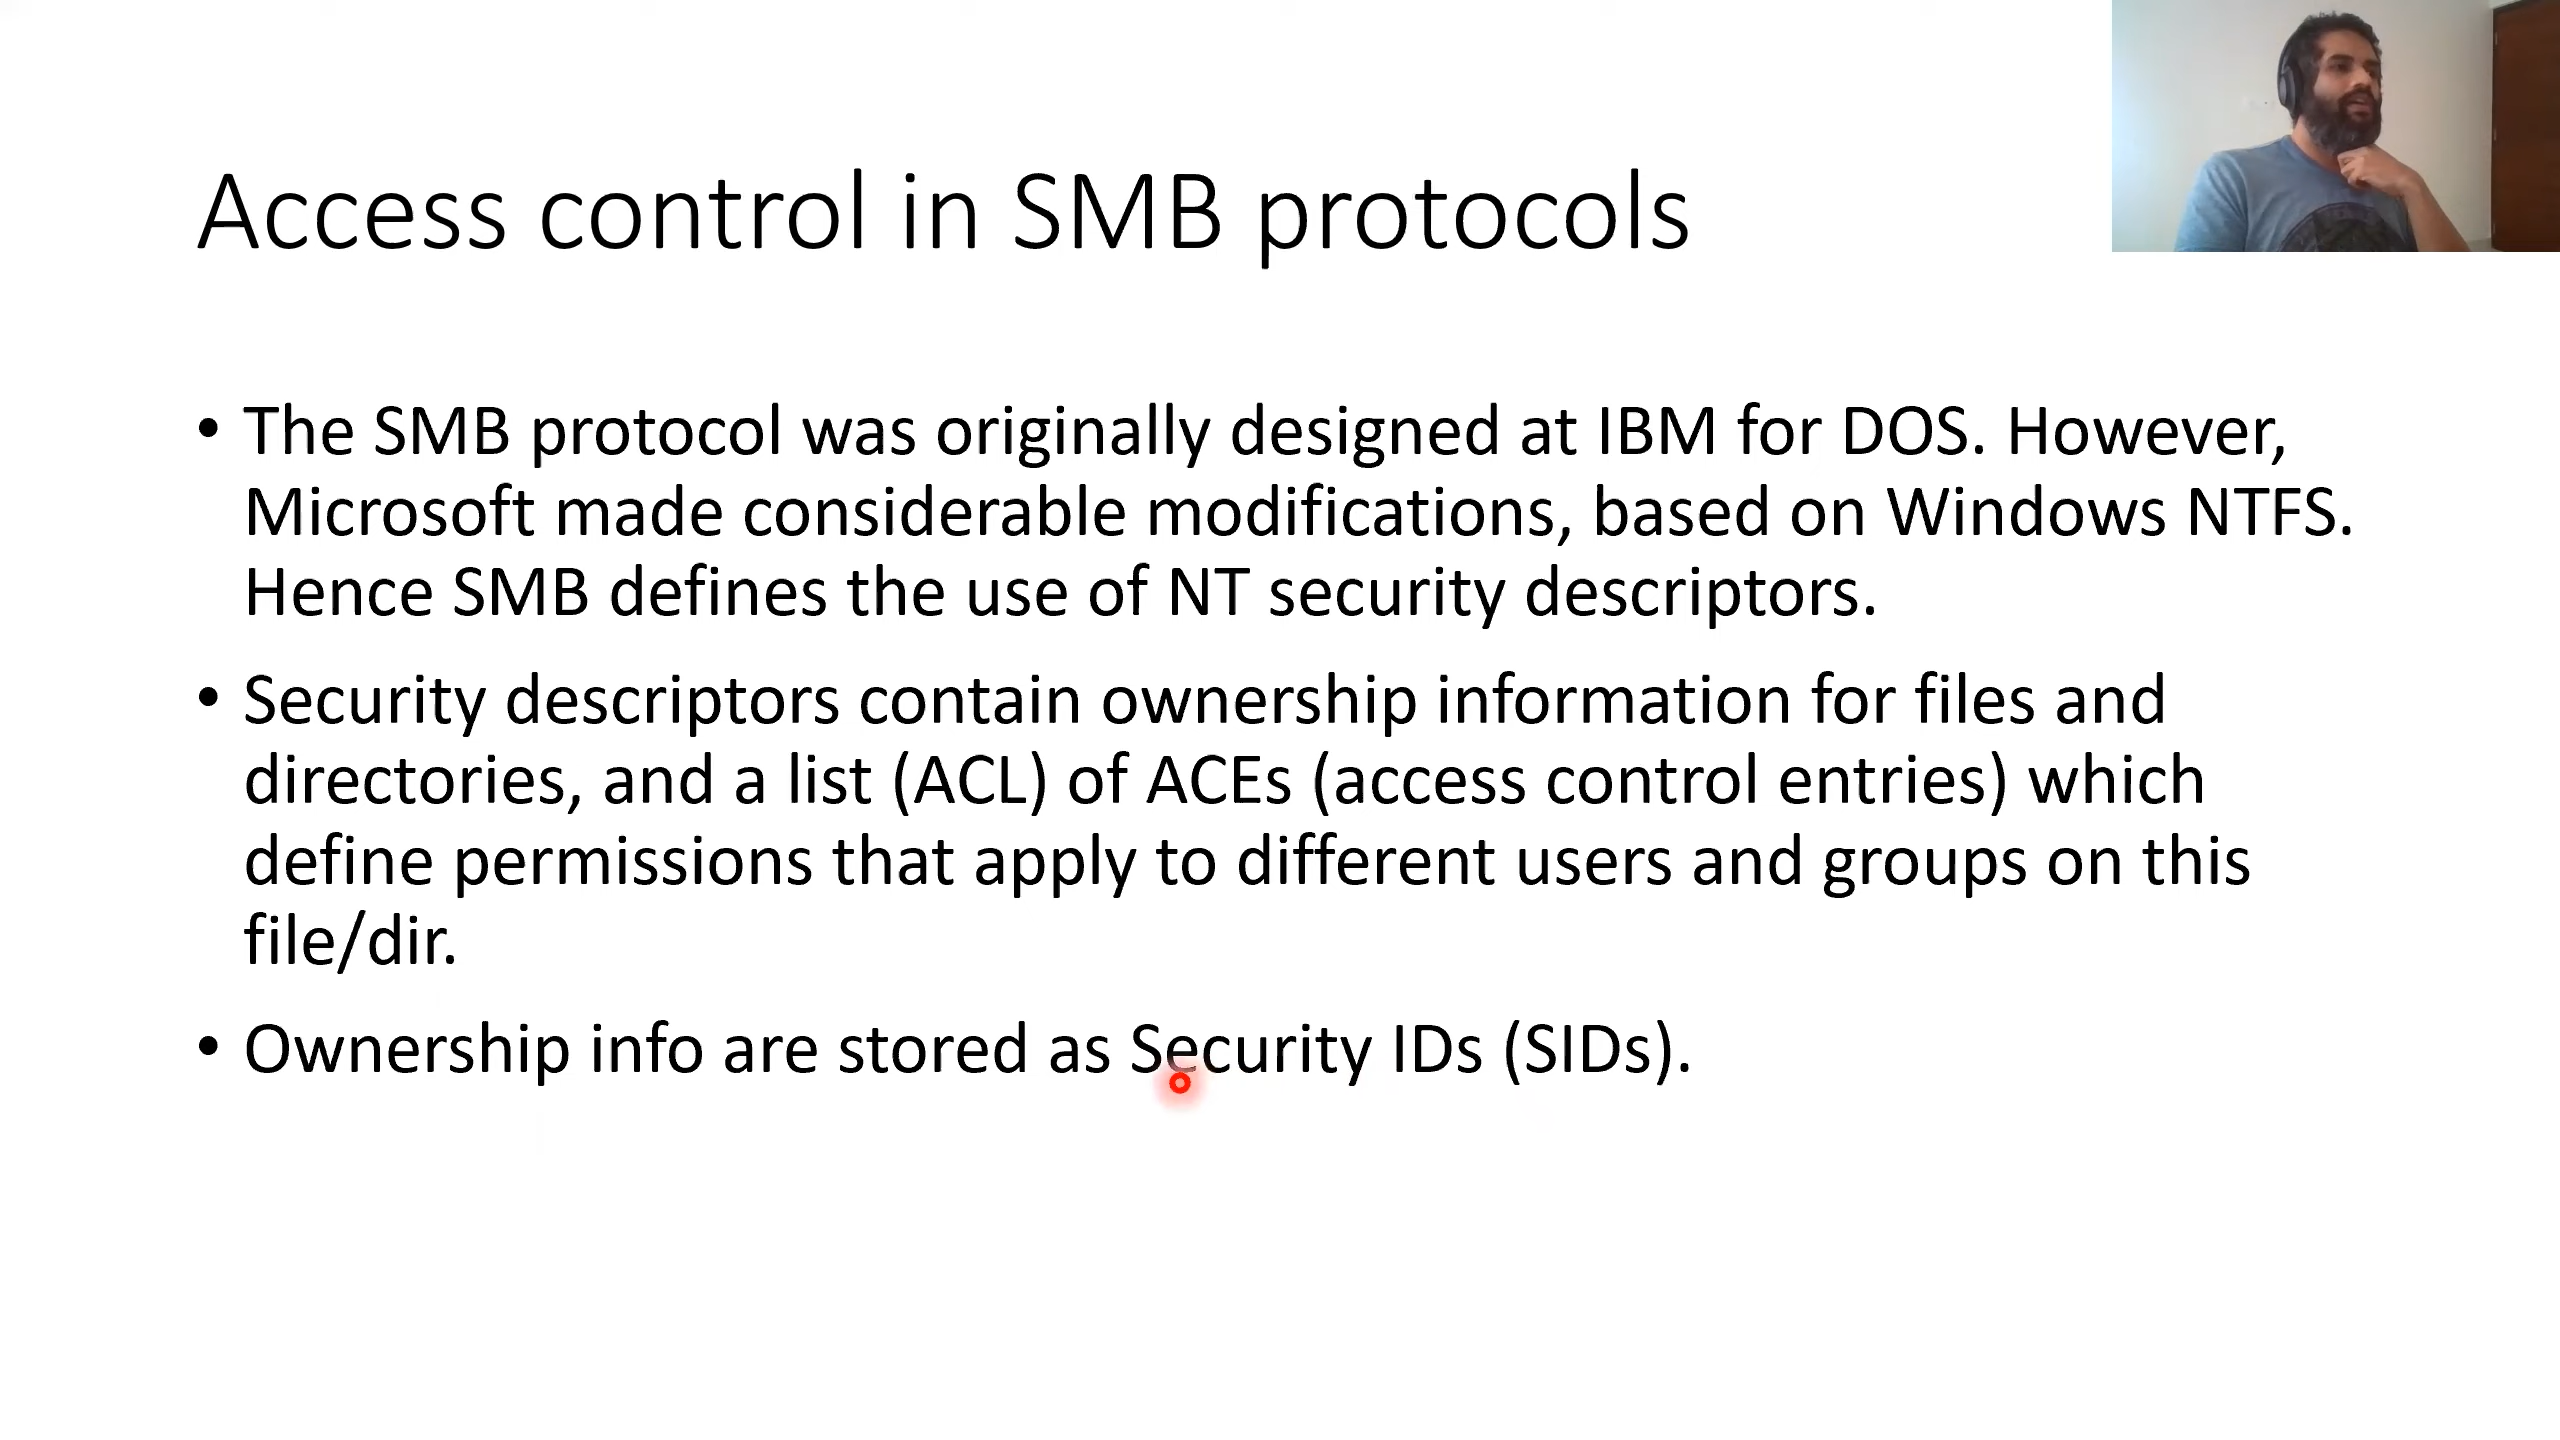 Access control in SMB protocols
• The SMB protocol was originally designed at IBM for DOS. However,
Microsoft made considerable modifications, based on Windows NTFS.
Hence SMB defines the use of NT security descriptors.
• Security descriptors contain ownership information for files and
directories, and a list (ACL) of ACEs (access control entries) which
define permissions that apply to different users and groups on this
file/dir.
• Ownership info are stored as Security IDs (SIDs).